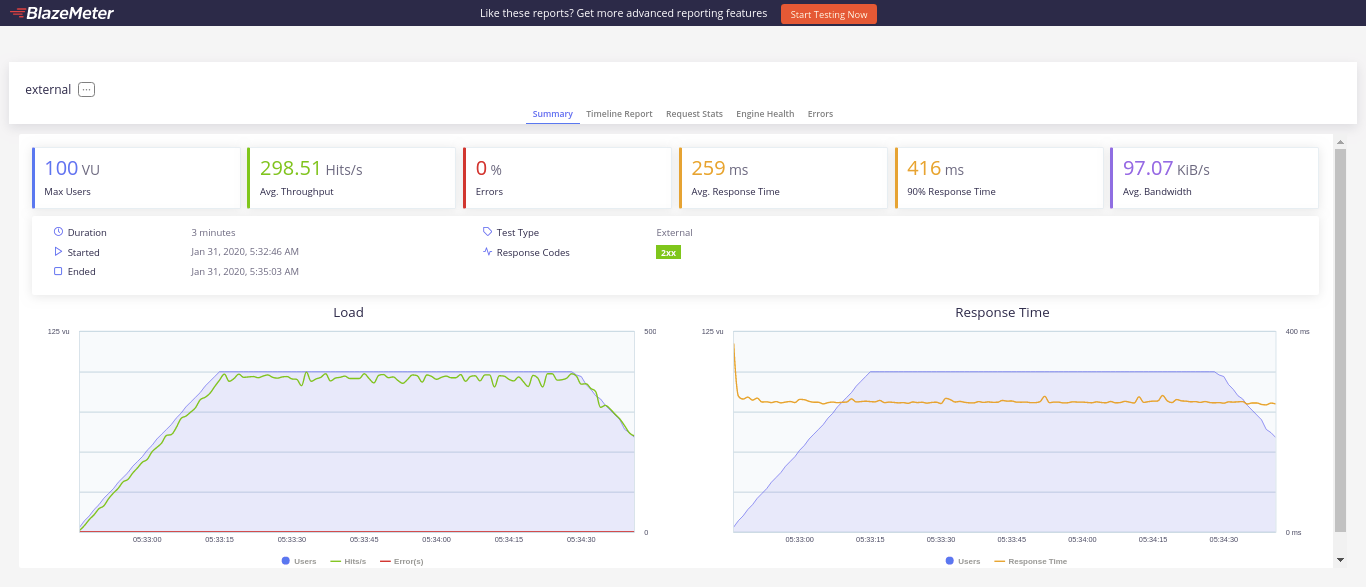 BlazeMeter
Like these reports? Get more advanced reporting features
Start Testing Now
external
Summary Timeline Report Request Stats Engine Health Errors
100 VU
Max Users
298.51 Hits/s
Avg. Throughput
0 %
Errors
259 ms
Avg. Response Time
416 ms
90% Response Time
97.07 KiB/s
Avg. Bandwidth
Duration 3 minutes
Started Jan 31, 2020, 5:32:46 AM
Ended Jan 31, 2020, 5:35:03 AM
Test Type External
Response Codes 2xx
Load
125 vu 500
0
05:33:00 05:33:15 05:33:30 05:33:45 05:34:00 05:34:15 05:34:30
Users Hits/s Error(s)
Response Time
125 vu 400 ms
0 ms
05:33:00 05:33:15 05:33:30 05:33:45 05:34:00 05:34:15 05:34:30
Users Response Time